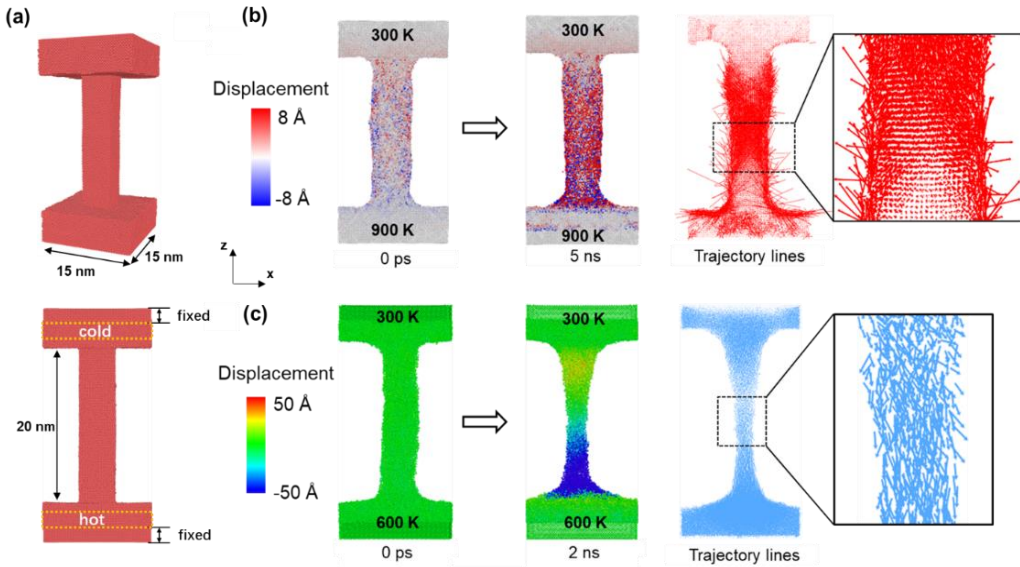 (a)
15 nm
15 nm
z
x
fixed
cold
20 nm
hot
fixed
(b)
Displacement
8 Å
-8 Å
300 K
900 K
0 ps
300 K
900 K
5 ns
Trajectory lines
(c)
Displacement
50 Å
-50 Å
300 K
600 K
0 ps
300 K
600 K
2 ns
Trajectory lines